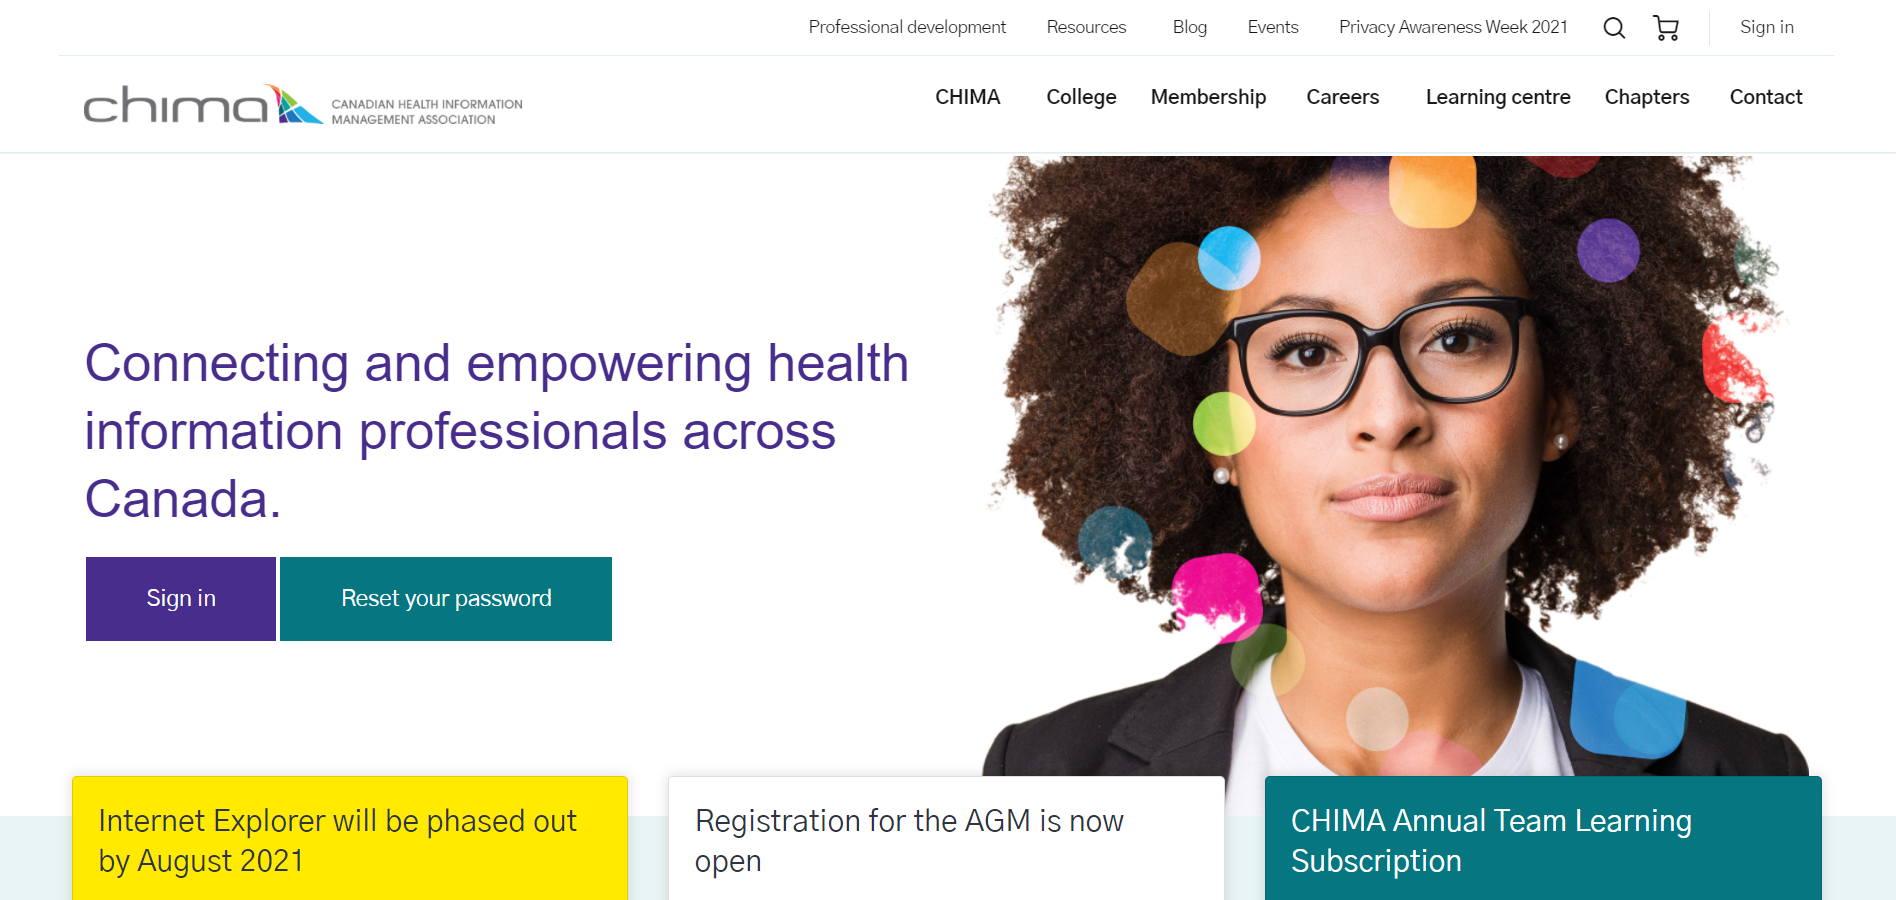 Professional development
Resources
Blog
Events
Privacy Awareness Week 2021
Sign in
chima
CANADIAN HEALTH INFORMATION
MANAGEMENT ASSOCIATION
CHIMA
College
Membership
Careers
Learning centre
Chapters
Contact
Connecting and empowering health
information professionals across
Canada.
Sign in
Reset your password
Internet Explorer will be phased out
by August 2021
Registration for the AGM is now
open
CHIMA Annual Team Learning
Subscription